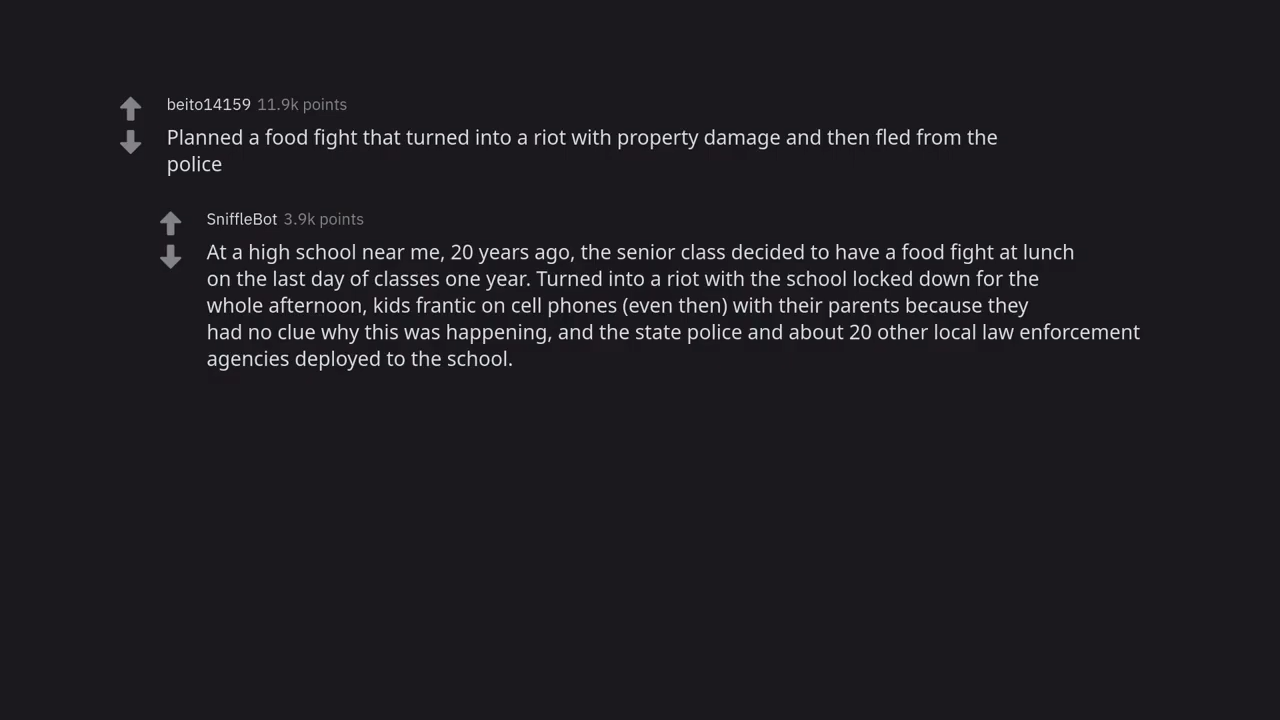 beito14159 11.9k points
Planned a food fight that turned into a riot with property damage and then fled from the
police
SniffleBot 3.9k points
At a high school near me, 20 years ago, the senior class decided to have a food fight at lunch
on the last day of classes one year. Turned into a riot with the school locked down for the
whole afternoon, kids frantic on cell phones (even then) with their parents because they
had no clue why this was happening, and the state police and about 20 other local law enforcement
agencies deployed to the school.